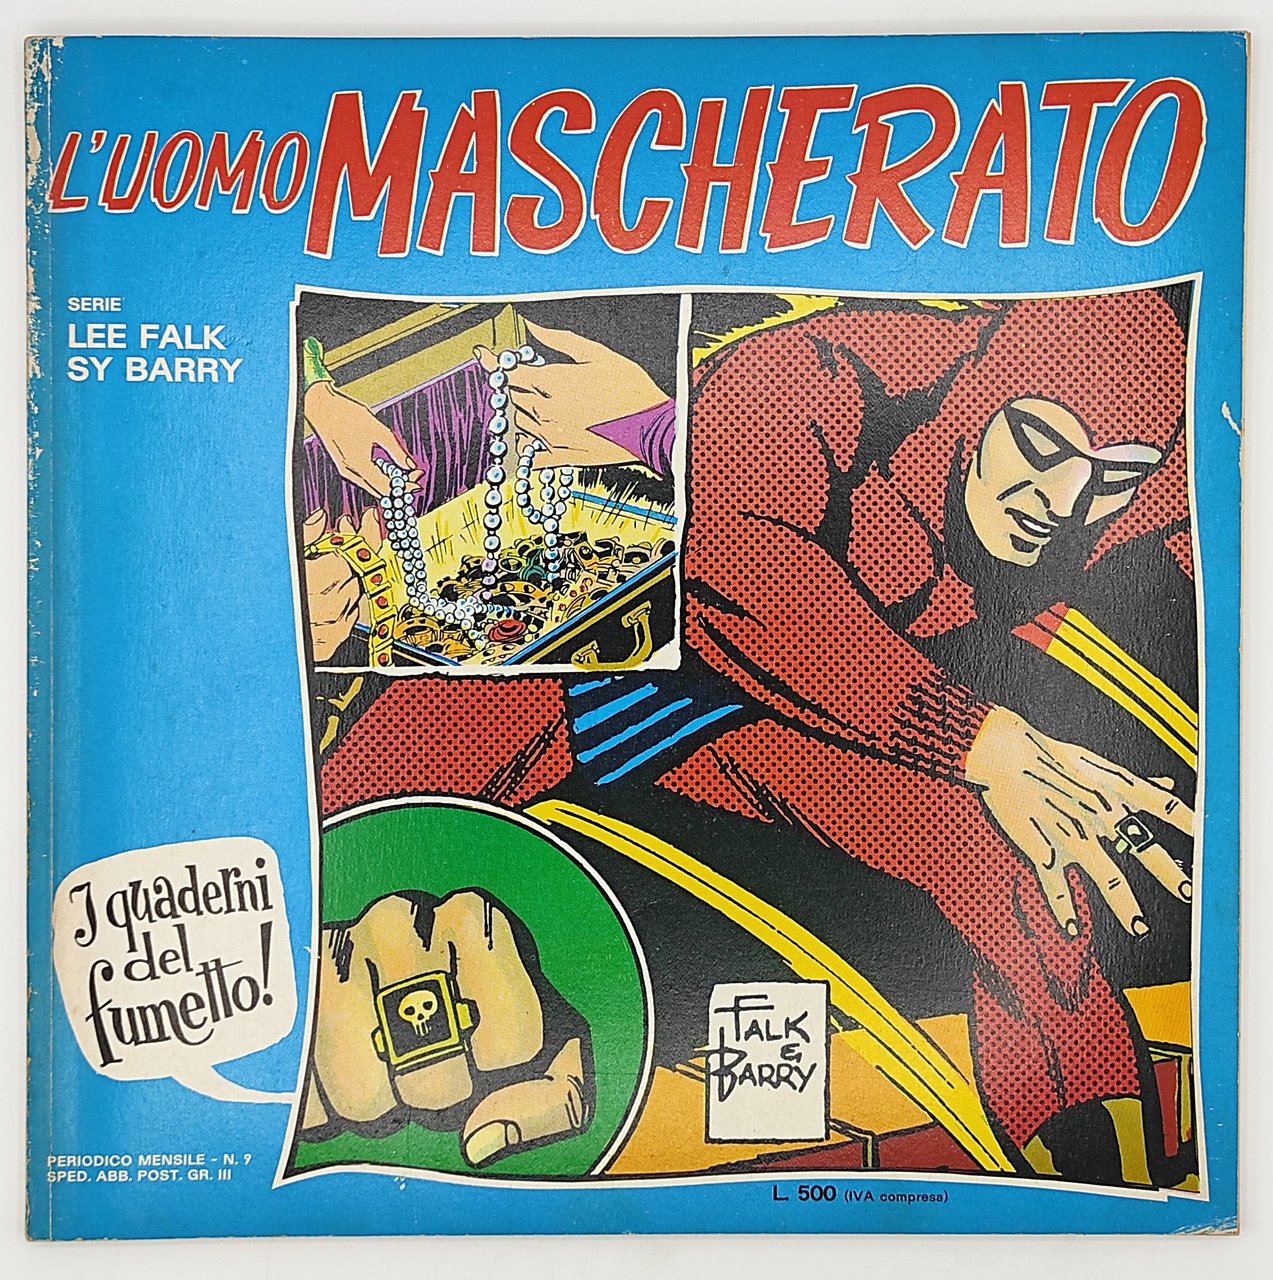 L'UOMO MASCHERATO
SERIE
LEE FALK
SY BARRY
I quaderni
del
fumetto!
FALK
&
BARRY
PERIODICO MENSILE - N. 9
SPED. ABB. POST. GR. III
L. 500 (IVA compresa)